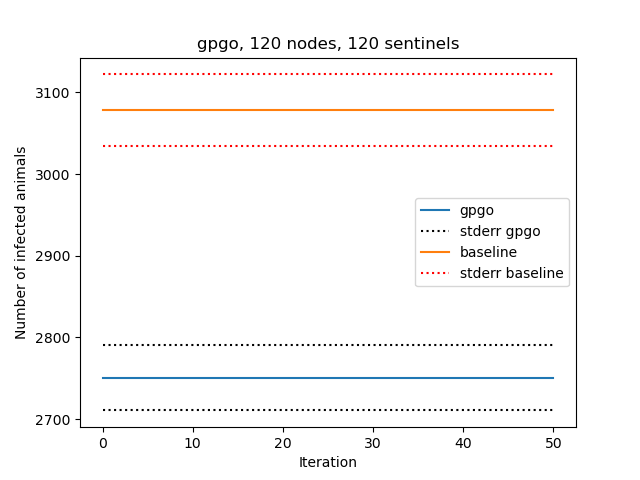 gpgo, 120 nodes, 120 sentinels
Number of infected animals
3100
3000
2900
2800
2700
gpgo
stderr gpgo
baseline
stderr baseline
0
10
20
30
40
50
Iteration